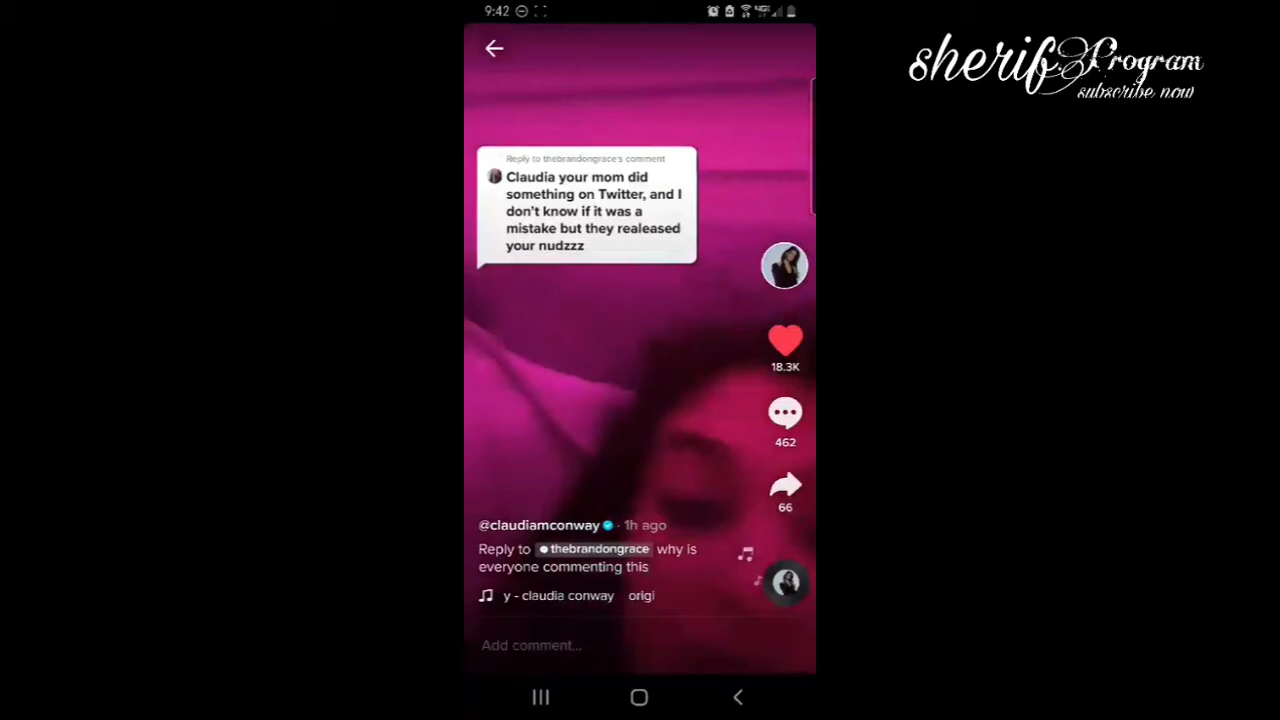 9:42
sherif Program
subscribe now
Reply to thebrandongrace's comment
Claudia your mom did
something on Twitter, and I
don't know if it was a
mistake but they realeased
your nudzzz
18.3K
462
66
@claudiamconway · 1h ago
Reply to thebrandongrace why is
everyone commenting this
y - claudia conway origi
Add comment...